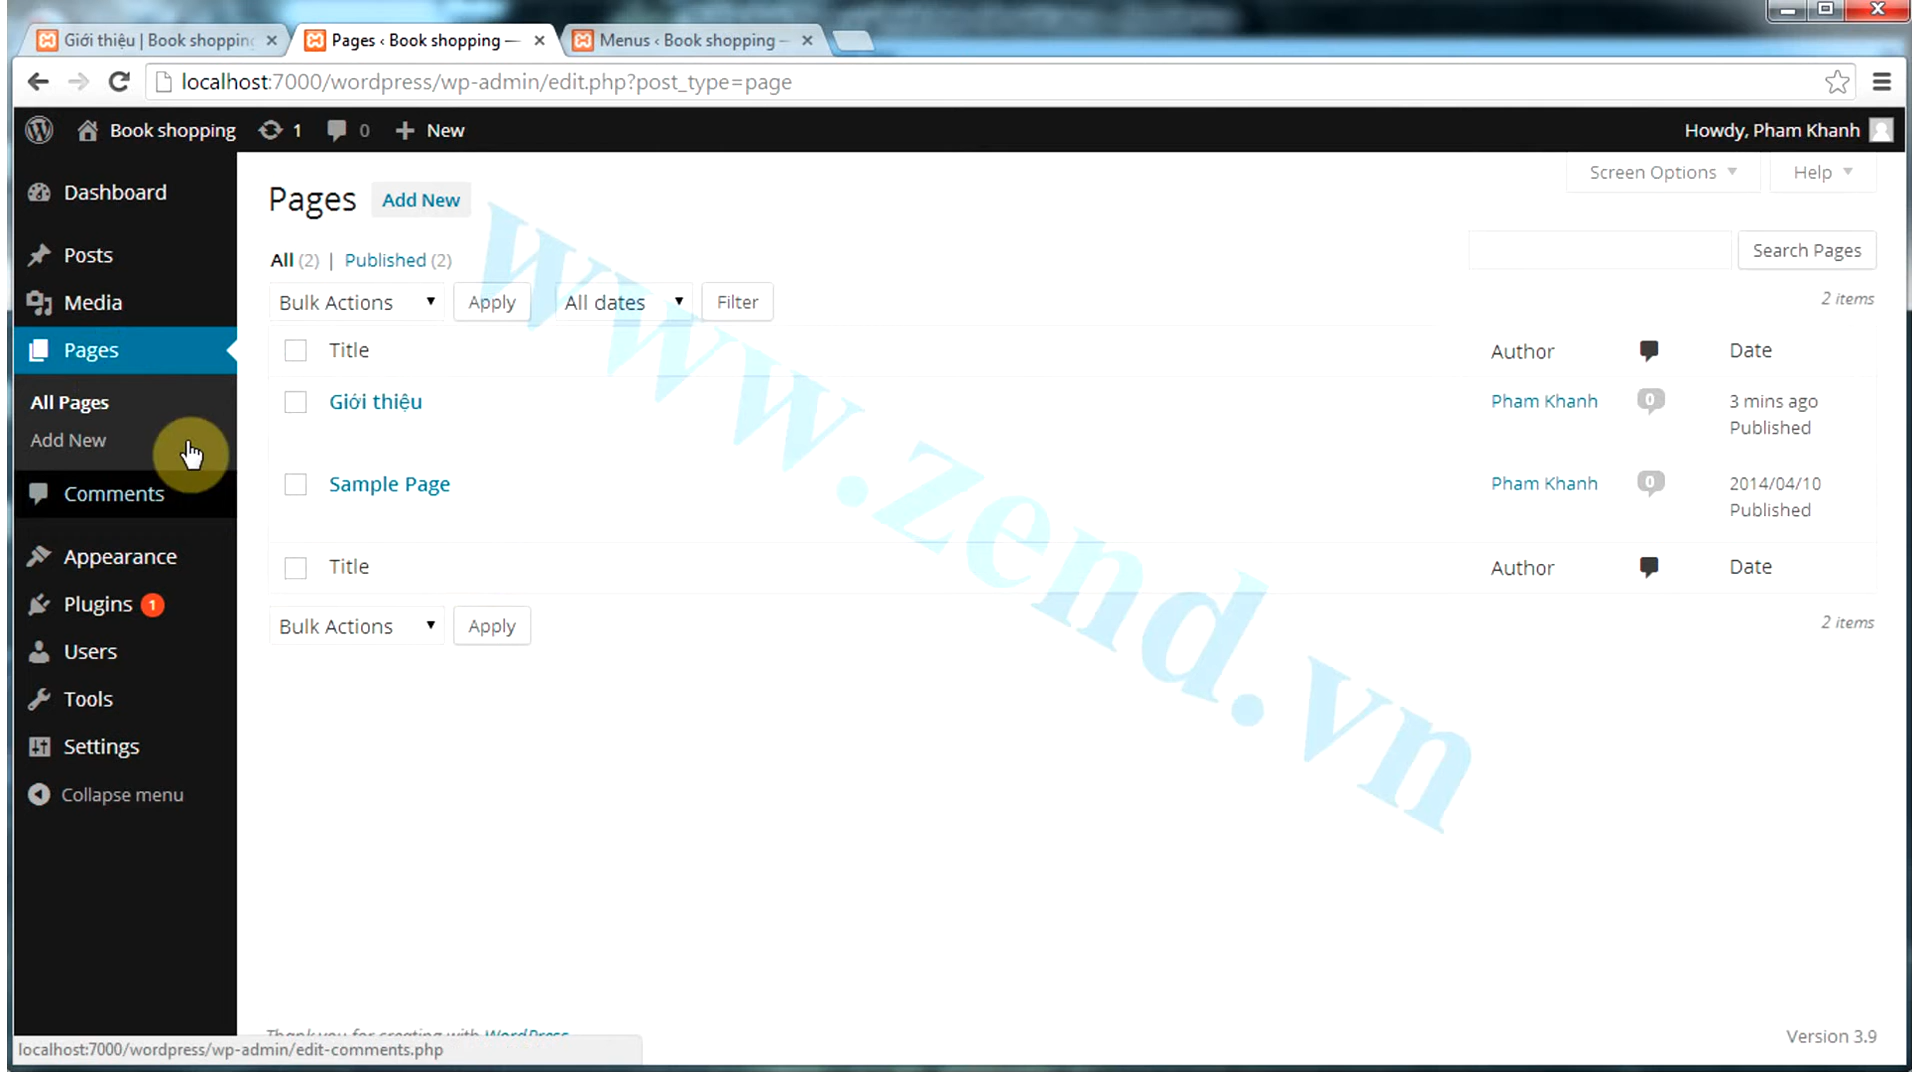 Giới thiệu | Book shopping
Pages ‹ Book shopping —
Menus ‹ Book shopping —
localhost:7000/wordpress/wp-admin/edit.php?post_type=page
Book shopping 1 0 New
Howdy, Pham Khanh
Dashboard
Posts
Media
Pages
All Pages
Add New
Comments
Appearance
Plugins 1
Users
Tools
Settings
Collapse menu
Screen Options Help
Pages Add New
All (2) | Published (2)
Search Pages
Bulk Actions Apply All dates Filter
2 items
Title Author Date
Giới thiệu Pham Khanh 0 3 mins ago
Published
Sample Page Pham Khanh 0 2014/04/10
Published
Title Author Date
Bulk Actions Apply
2 items
www.zend.vn
Thank you for creating with WordPress
Version 3.9
localhost:7000/wordpress/wp-admin/edit-comments.php